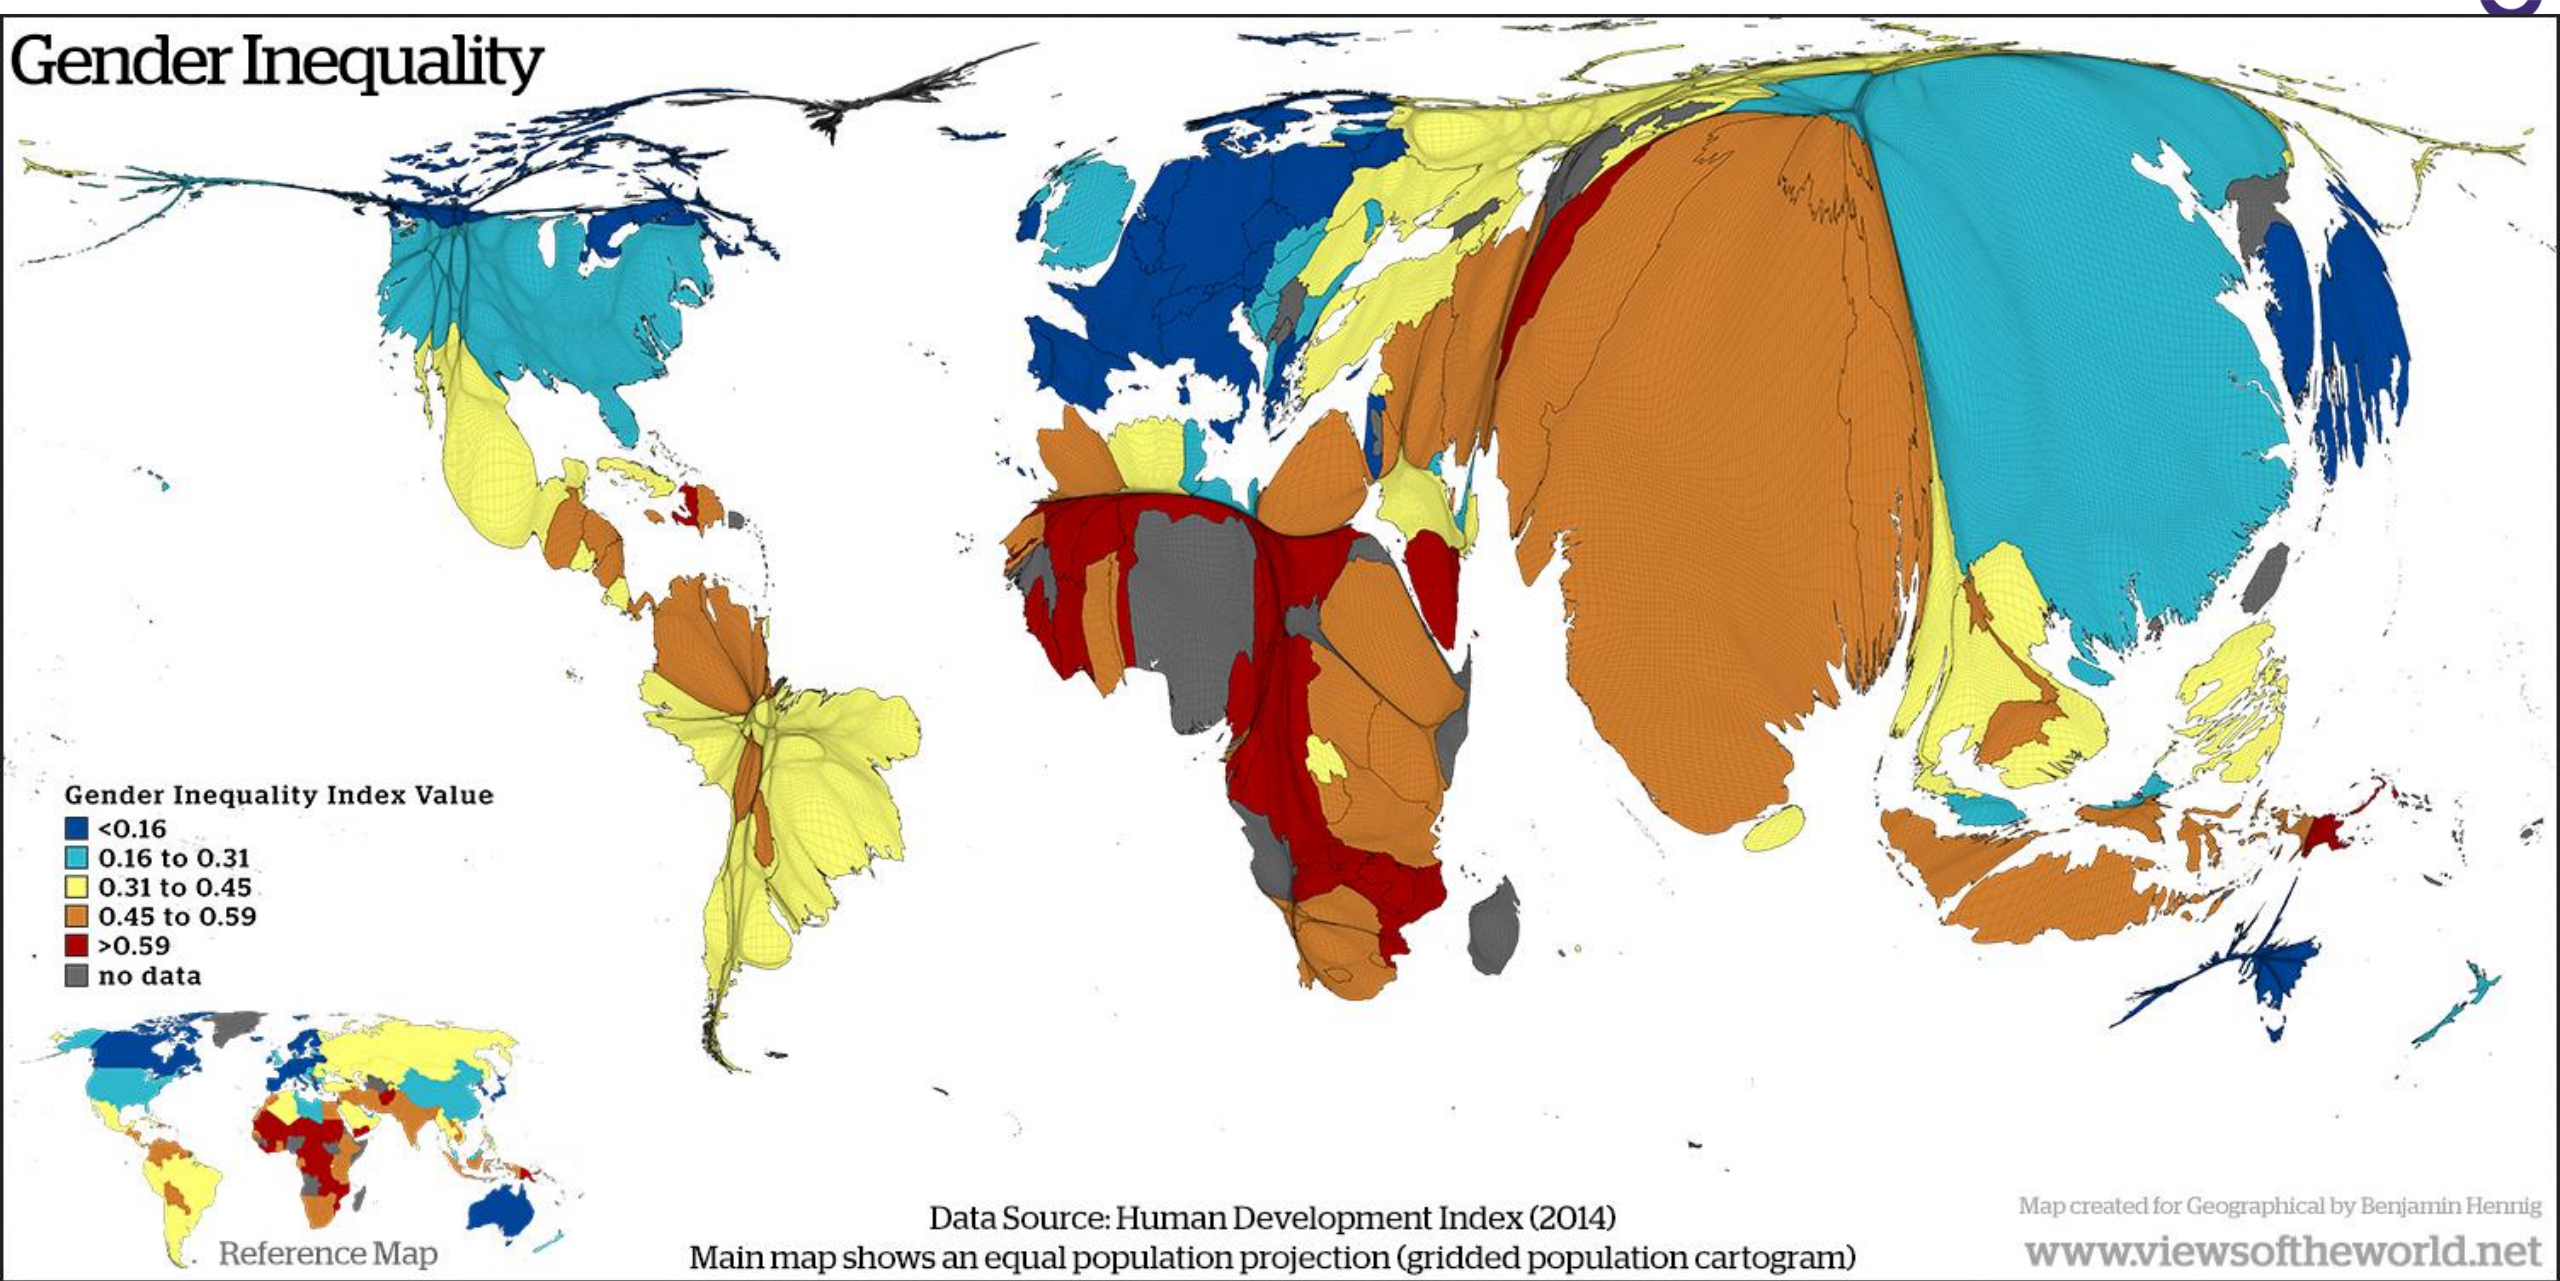 Gender Inequality
Gender Inequality Index Value
<0.16
0.16 to 0.31
0.31 to 0.45
0.45 to 0.59
>0.59
no data
Reference Map
Data Source: Human Development Index (2014)
Main map shows an equal population projection (gridded population cartogram)
Map created for Geographical by Benjamin Hennig
www.viewsoftheworld.net